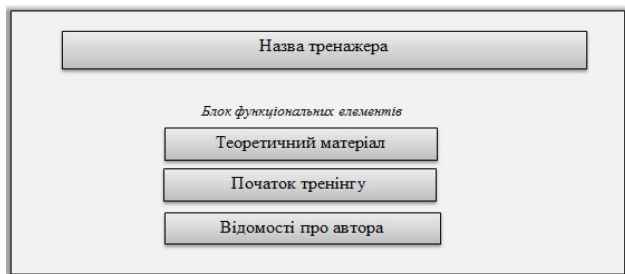 Назва тренажера
Блок функціональних елементів
Теоретичний матеріал
Початок тренінгу
Відомості про автора